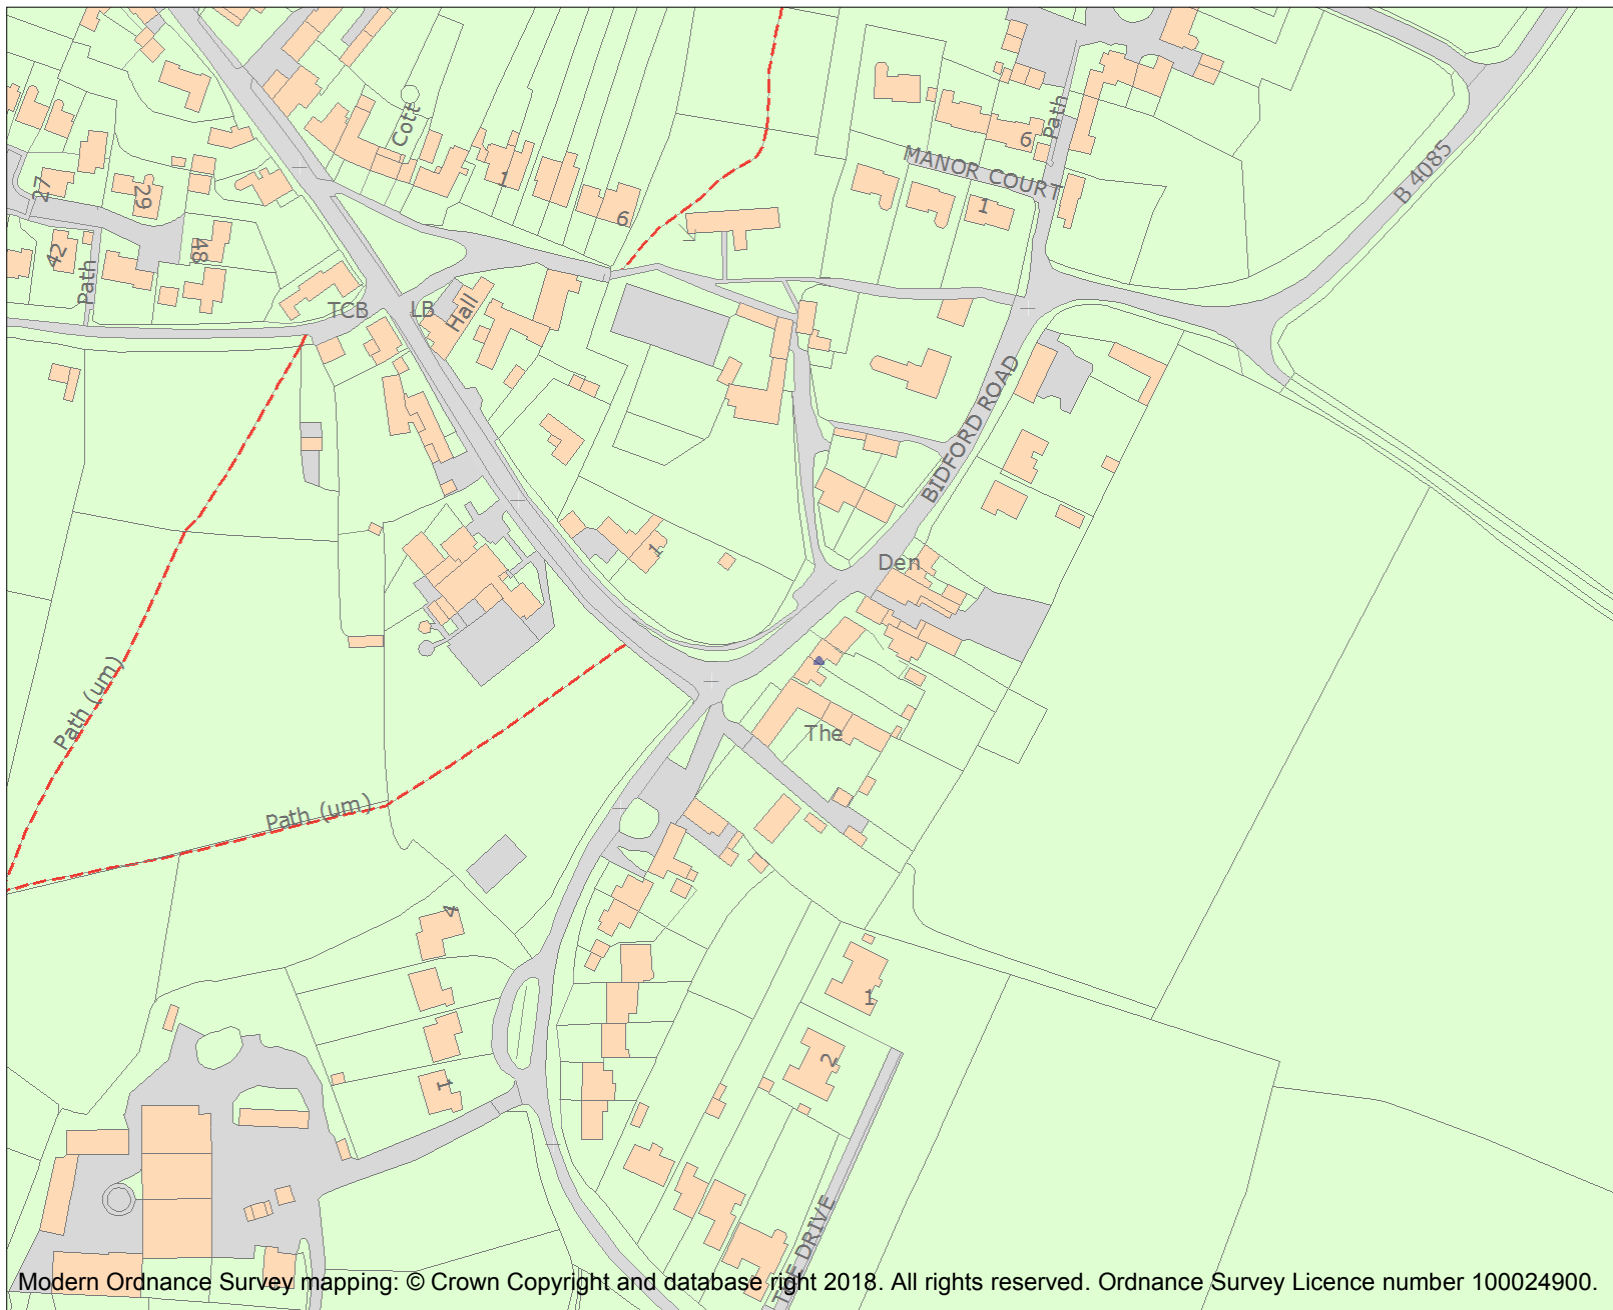 Cott
Path
6
MANOR COURT
B 4085
27
29
1
1
6
42
Path
48
TCB
LB
Hall
BIDFORD ROAD
1
Den
Path (um)
The
Path (um)
4
1
2
1
THE DRIVE
Modern Ordnance Survey mapping: © Crown Copyright and database right 2018. All rights reserved. Ordnance Survey Licence number 100024900.